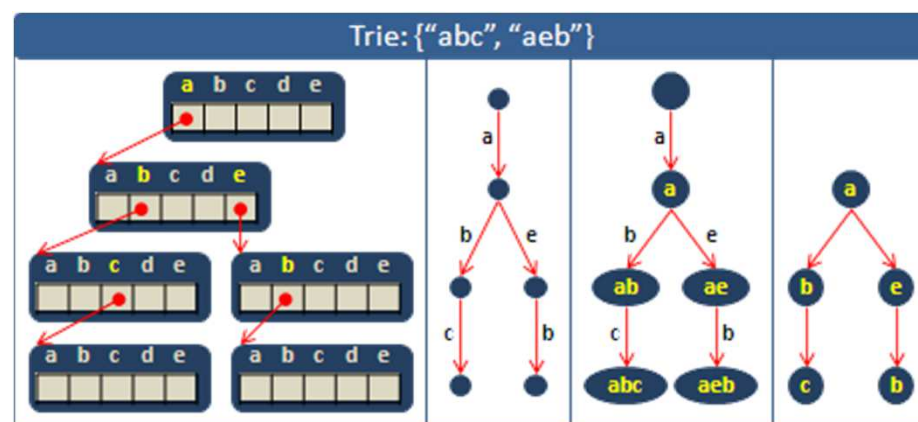 Trie: {“abc”, “aeb”}
a b c d e
a b c d e
a b c d e
a b c d e
a b c d e
a b c d e
a
b e
c b
a
a
b e
ab ae
c b
abc aeb
a
b e
c b